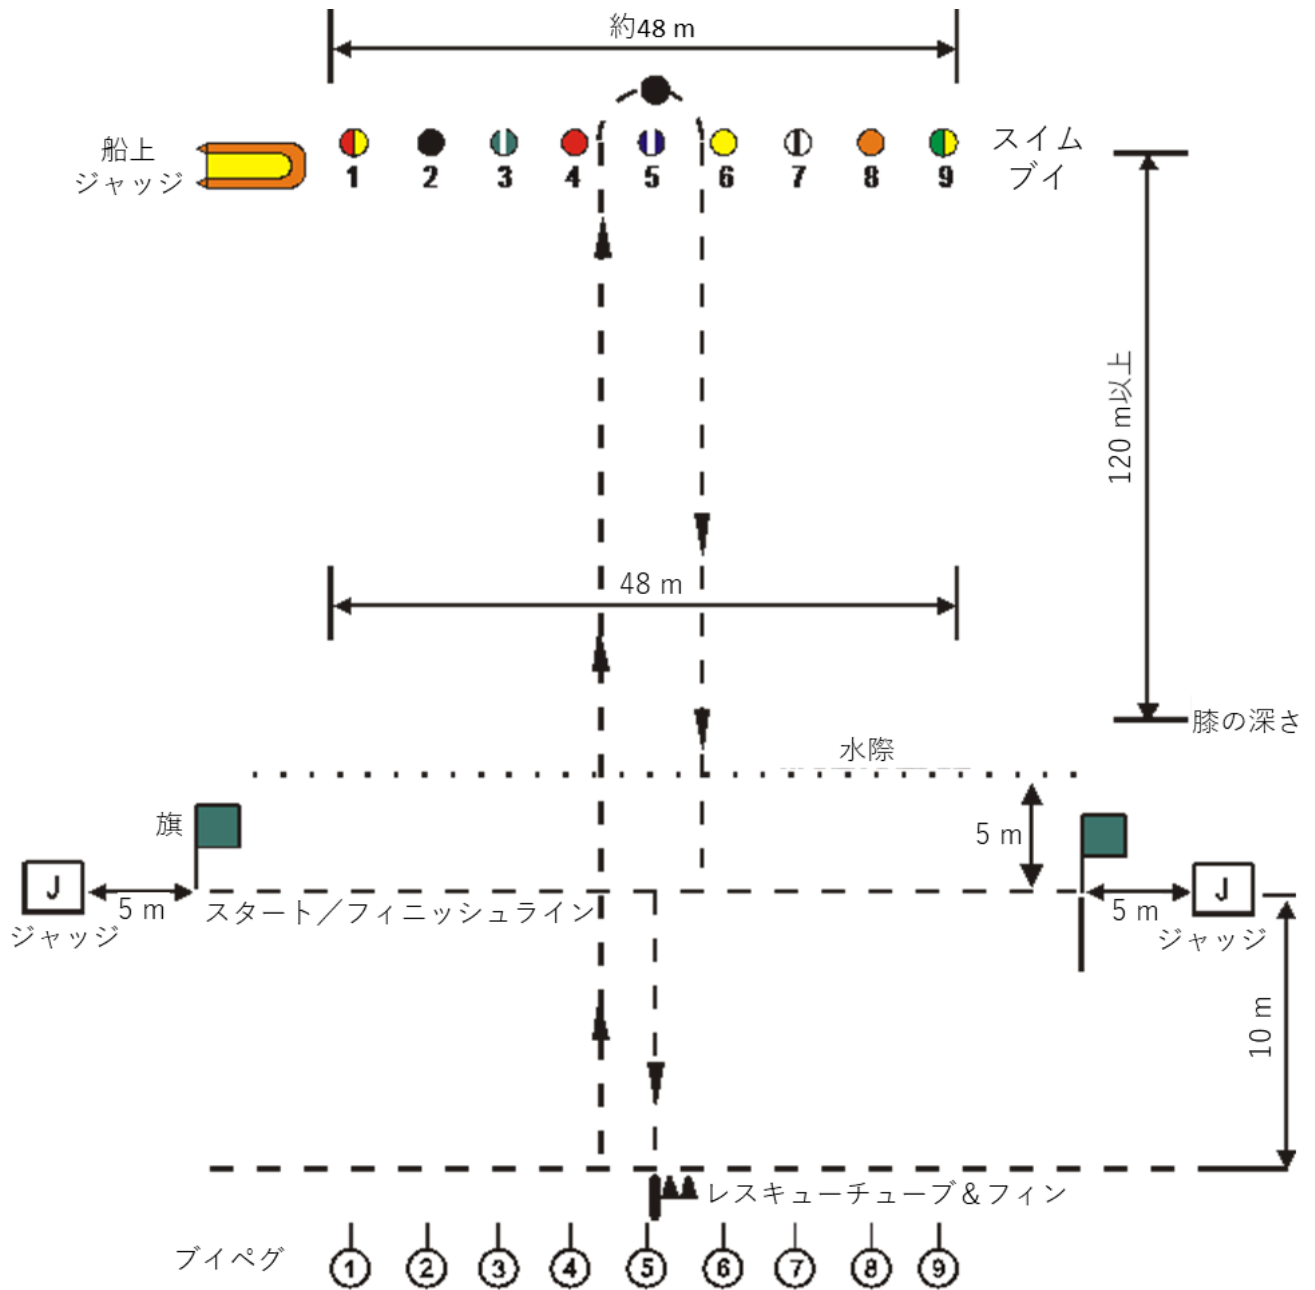 約48 m
船上
ジャッジ
スイム
ブイ
1 2 3 4 5 6 7 8 9
120 m以上
48 m
膝の深さ
水際
旗
5 m
J
5 m
スタート／フィニッシュライン
J
5 m
ジャッジ
ジャッジ
10 m
レスキューチューブ＆フィン
ブイペグ
1 2 3 4 5 6 7 8 9